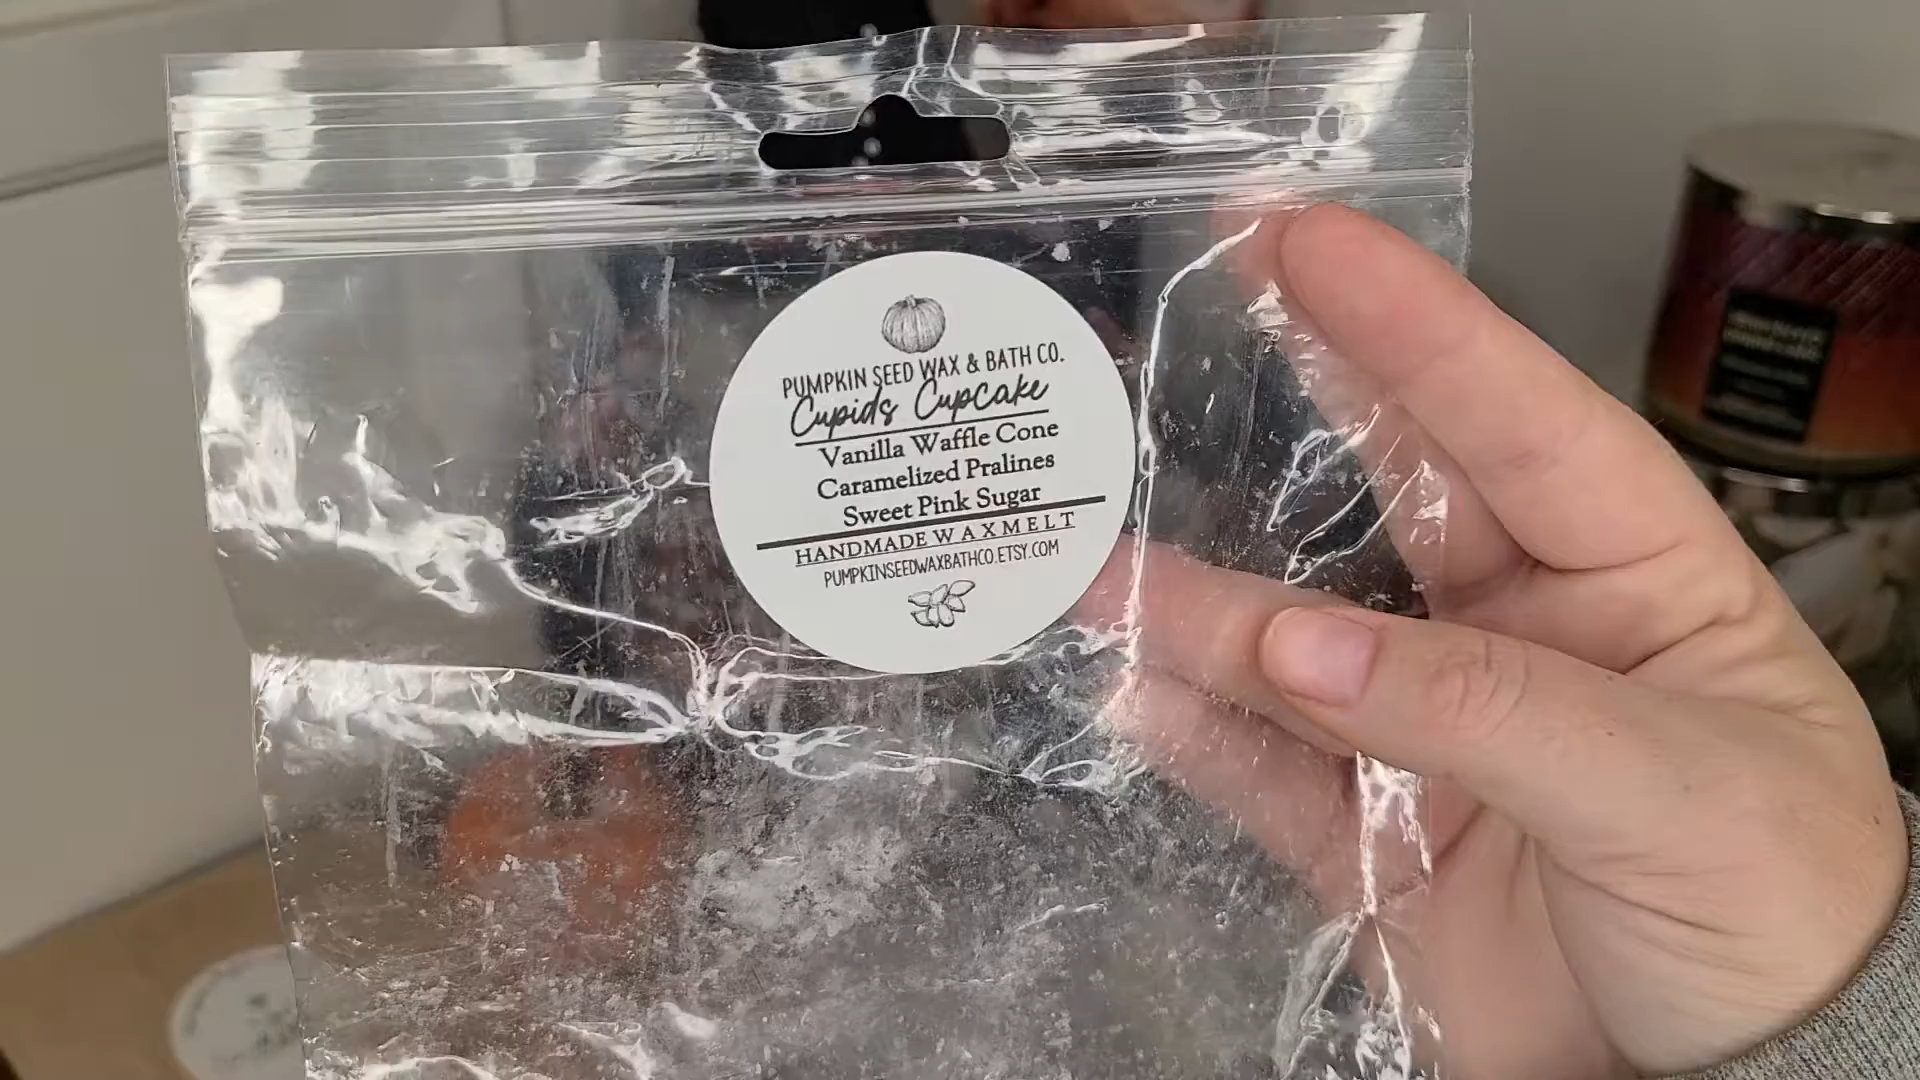 PUMPKIN SEED WAX & BATH CO.
Cupids Cupcake
Vanilla Waffle Cone
Caramelized Pralines
Sweet Pink Sugar
HANDMADE WAXMELT
PUMPKINSEEDWAXBATHCO.ETSY.COM